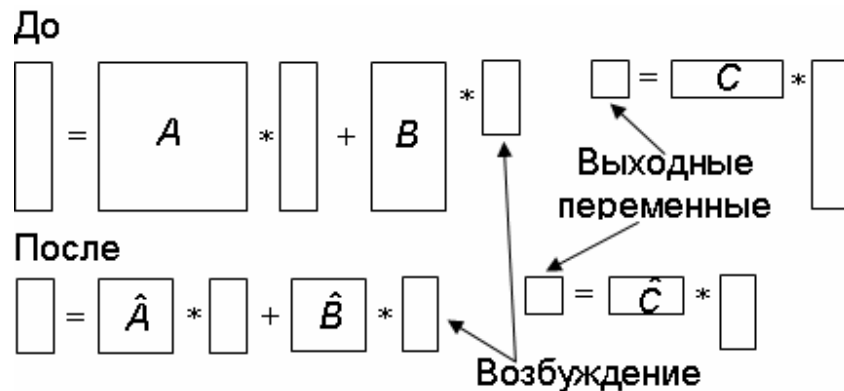 До
= A * + B * = C *
Выходные
переменные
После
= Â * + B̂ * = Ĉ *
Возбуждение